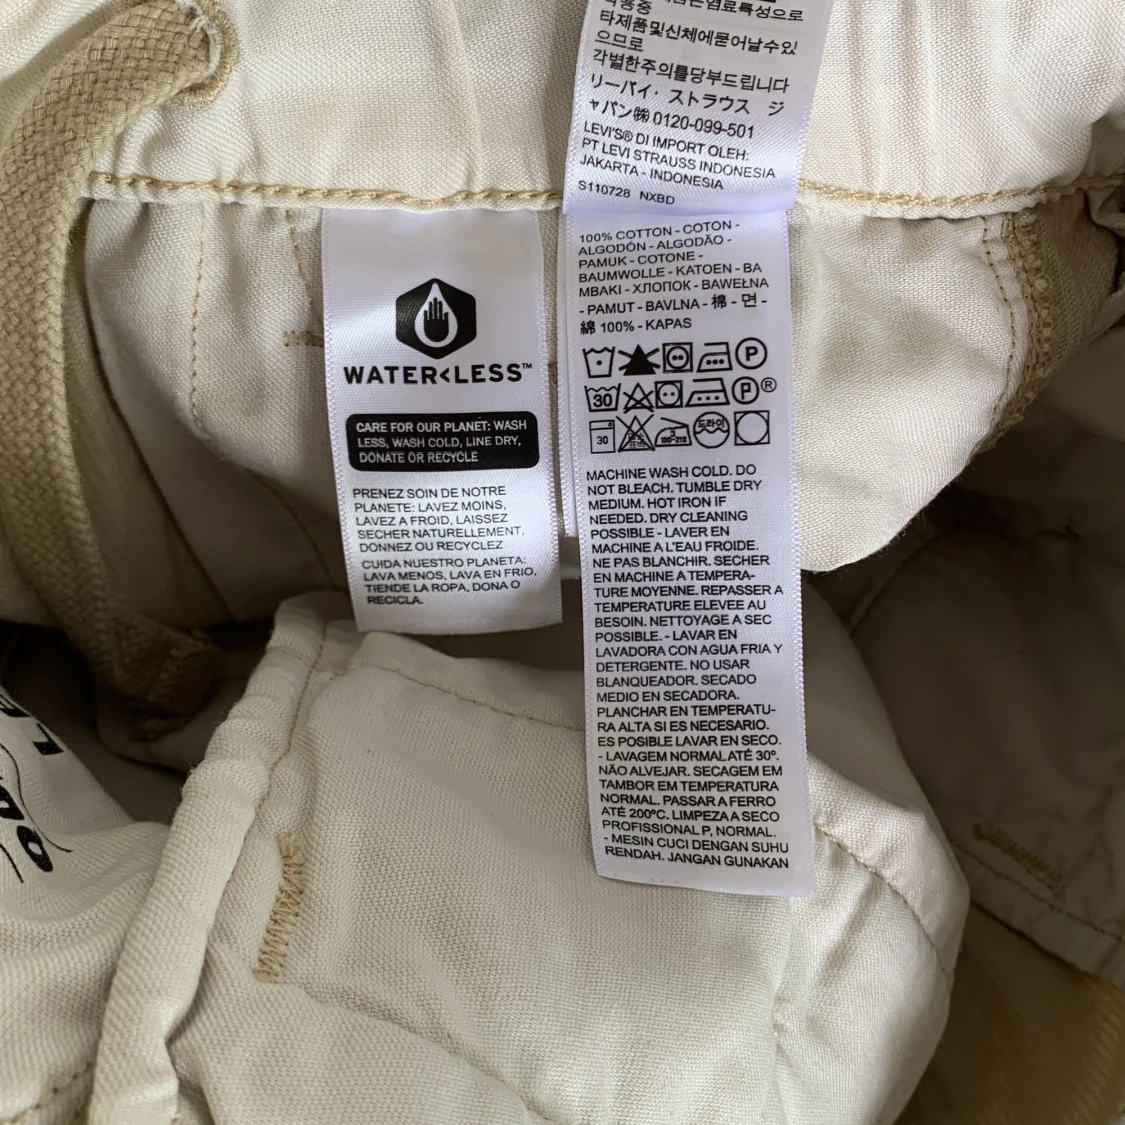 타제품및신체에묻어날수있
으므로
각별한주의를당부드립니다
リーバイ・ストラウス ジ
ャパン㈱ 0120-099-501
LEVI'S® DI IMPORT OLEH:
PT LEVI STRAUSS INDONESIA
JAKARTA - INDONESIA
S110728 NXBD
WATER<LESS™
CARE FOR OUR PLANET: WASH
LESS, WASH COLD, LINE DRY,
DONATE OR RECYCLE
PRENEZ SOIN DE NOTRE
PLANETE: LAVEZ MOINS,
LAVEZ A FROID, LAISSEZ
SECHER NATURELLEMENT,
DONNEZ OU RECYCLEZ
CUIDA NUESTRO PLANETA:
LAVA MENOS, LAVA EN FRIO,
TIENDE LA ROPA, DONA O
RECICLA.
100% COTTON - COTON -
ALGODÓN - ALGODÃO -
PAMUK - COTONE -
BAUMWOLLE - KATOEN - BA
MBAKI - ХЛОПОК - BAWEŁNA
- PAMUT - BAVLNA - 棉 - 면 -
綿 100% - KAPAS
P
30 P®
30 180-210 드라이
MACHINE WASH COLD. DO
NOT BLEACH. TUMBLE DRY
MEDIUM. HOT IRON IF
NEEDED. DRY CLEANING
POSSIBLE - LAVER EN
MACHINE A L'EAU FROIDE.
NE PAS BLANCHIR. SECHER
EN MACHINE A TEMPERA-
TURE MOYENNE. REPASSER A
TEMPERATURE ELEVEE AU
BESOIN. NETTOYAGE A SEC
POSSIBLE. - LAVAR EN
LAVADORA CON AGUA FRIA Y
DETERGENTE. NO USAR
BLANQUEADOR. SECADO
MEDIO EN SECADORA.
PLANCHAR EN TEMPERATU-
RA ALTA SI ES NECESARIO.
ES POSIBLE LAVAR EN SECO.
- LAVAGEM NORMAL ATÉ 30º.
NÃO ALVEJAR. SECAGEM EM
TAMBOR EM TEMPERATURA
NORMAL. PASSAR A FERRO
ATÉ 200ºC. LIMPEZA A SECO
PROFISSIONAL P, NORMAL.
- MESIN CUCI DENGAN SUHU
RENDAH. JANGAN GUNAKAN